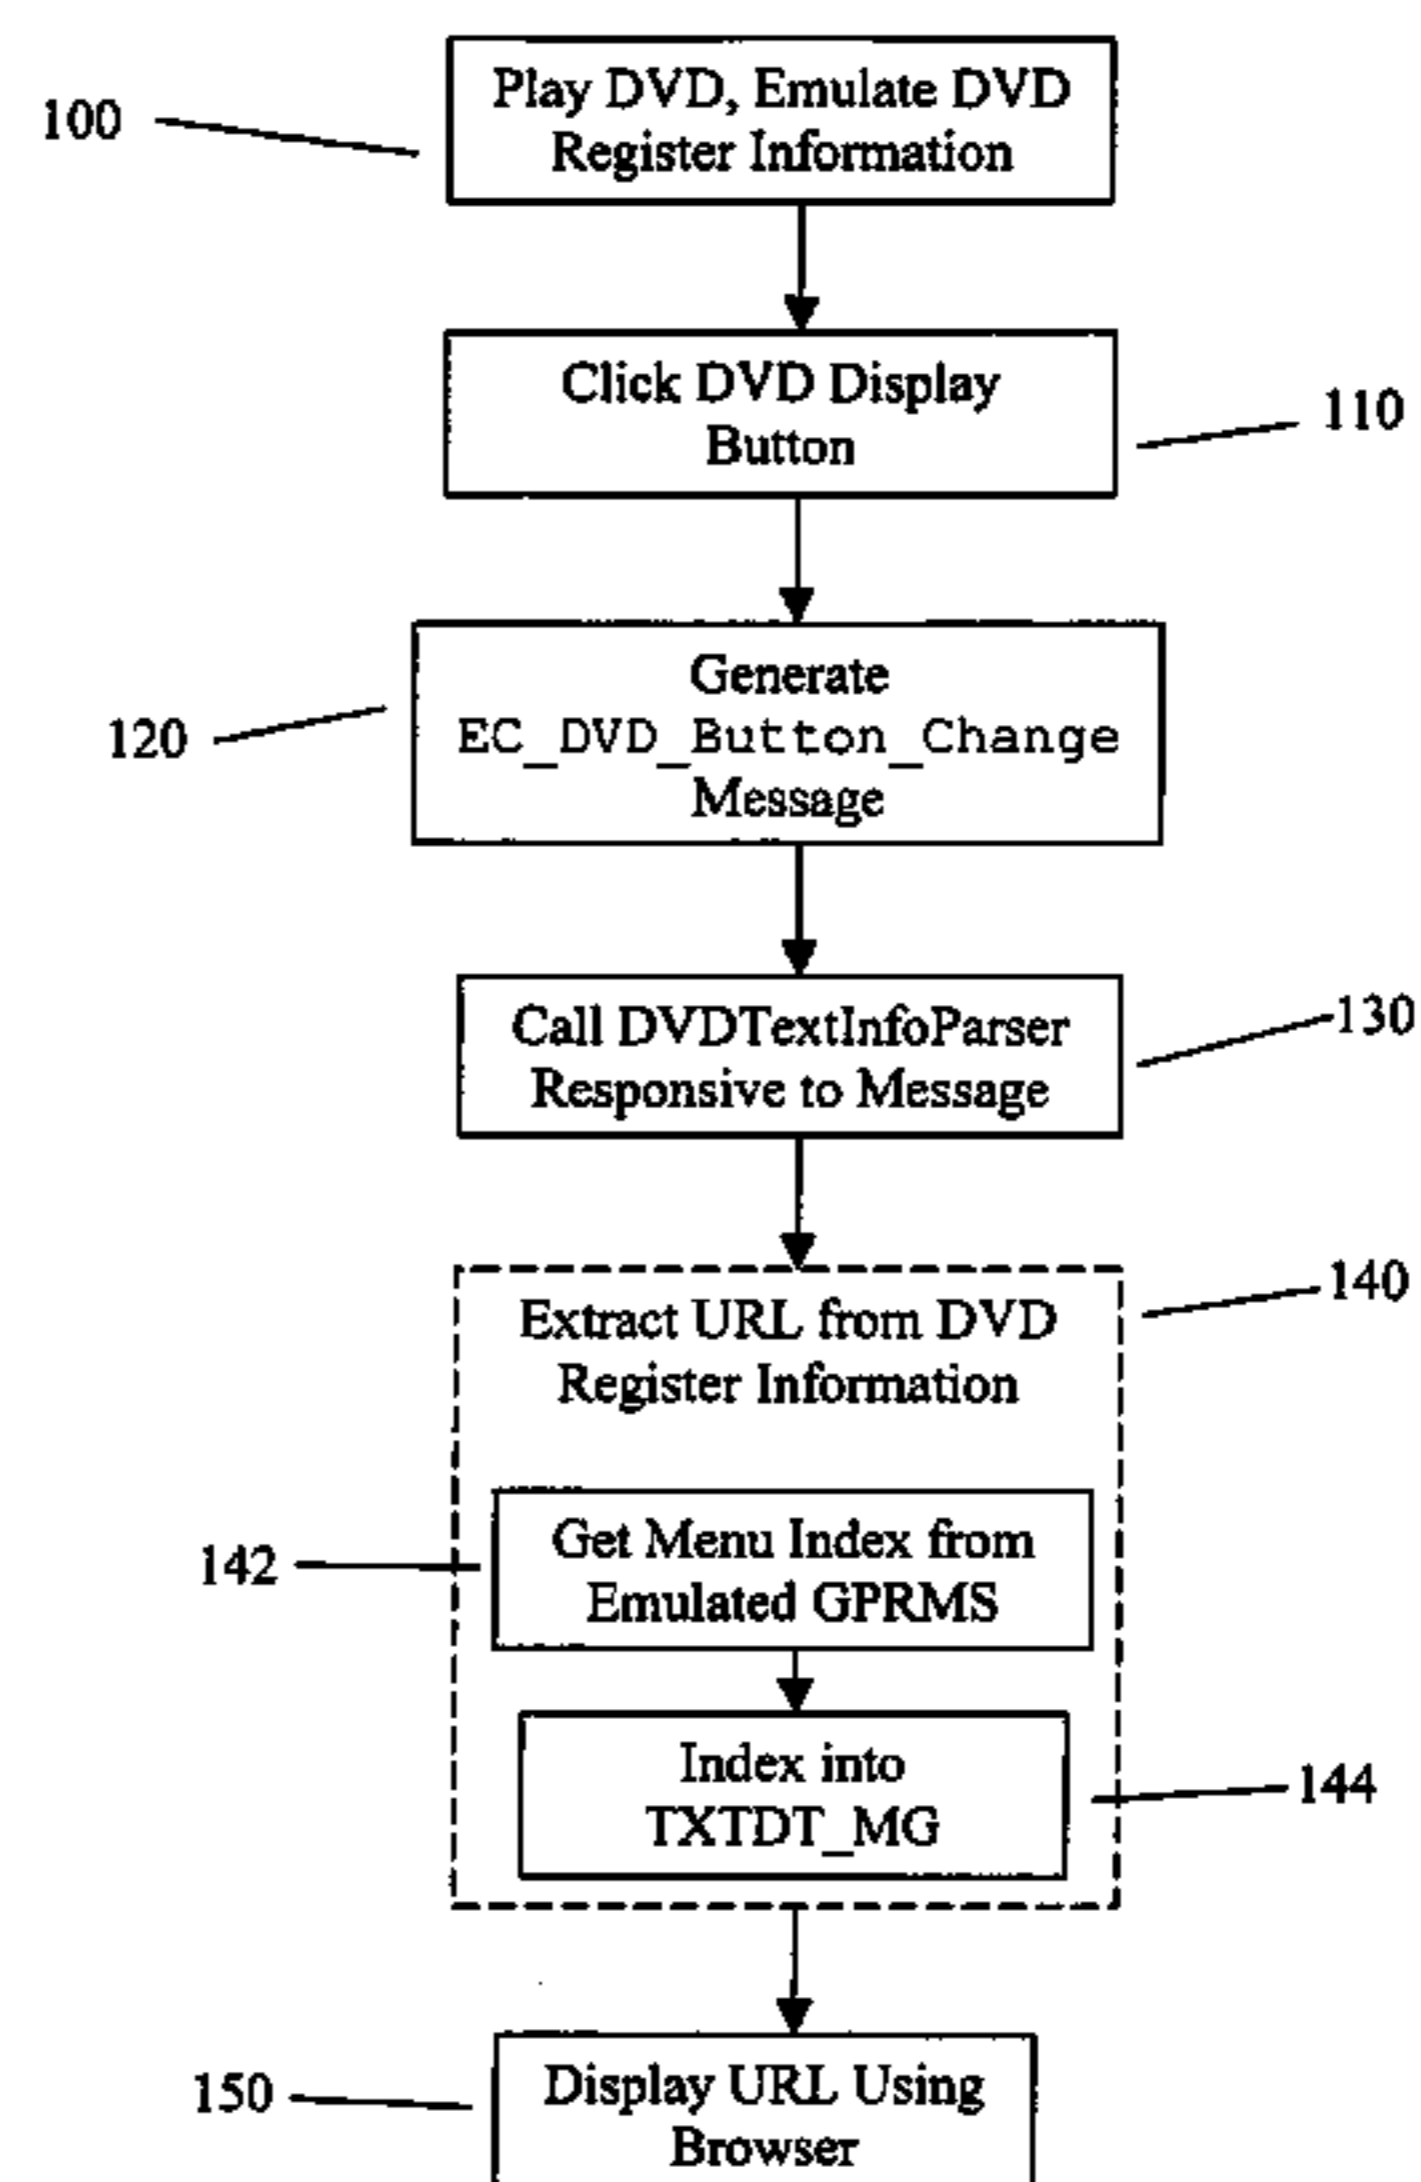 100
Play DVD, Emulate DVD
Register Information
Click DVD Display
Button
110
120
Generate
EC_DVD_Button_Change
Message
Call DVDTextInfoParser
Responsive to Message
130
Extract URL from DVD
Register Information
140
142
Get Menu Index from
Emulated GPRMS
Index into
TXTDT_MG
144
150
Display URL Using
Browser